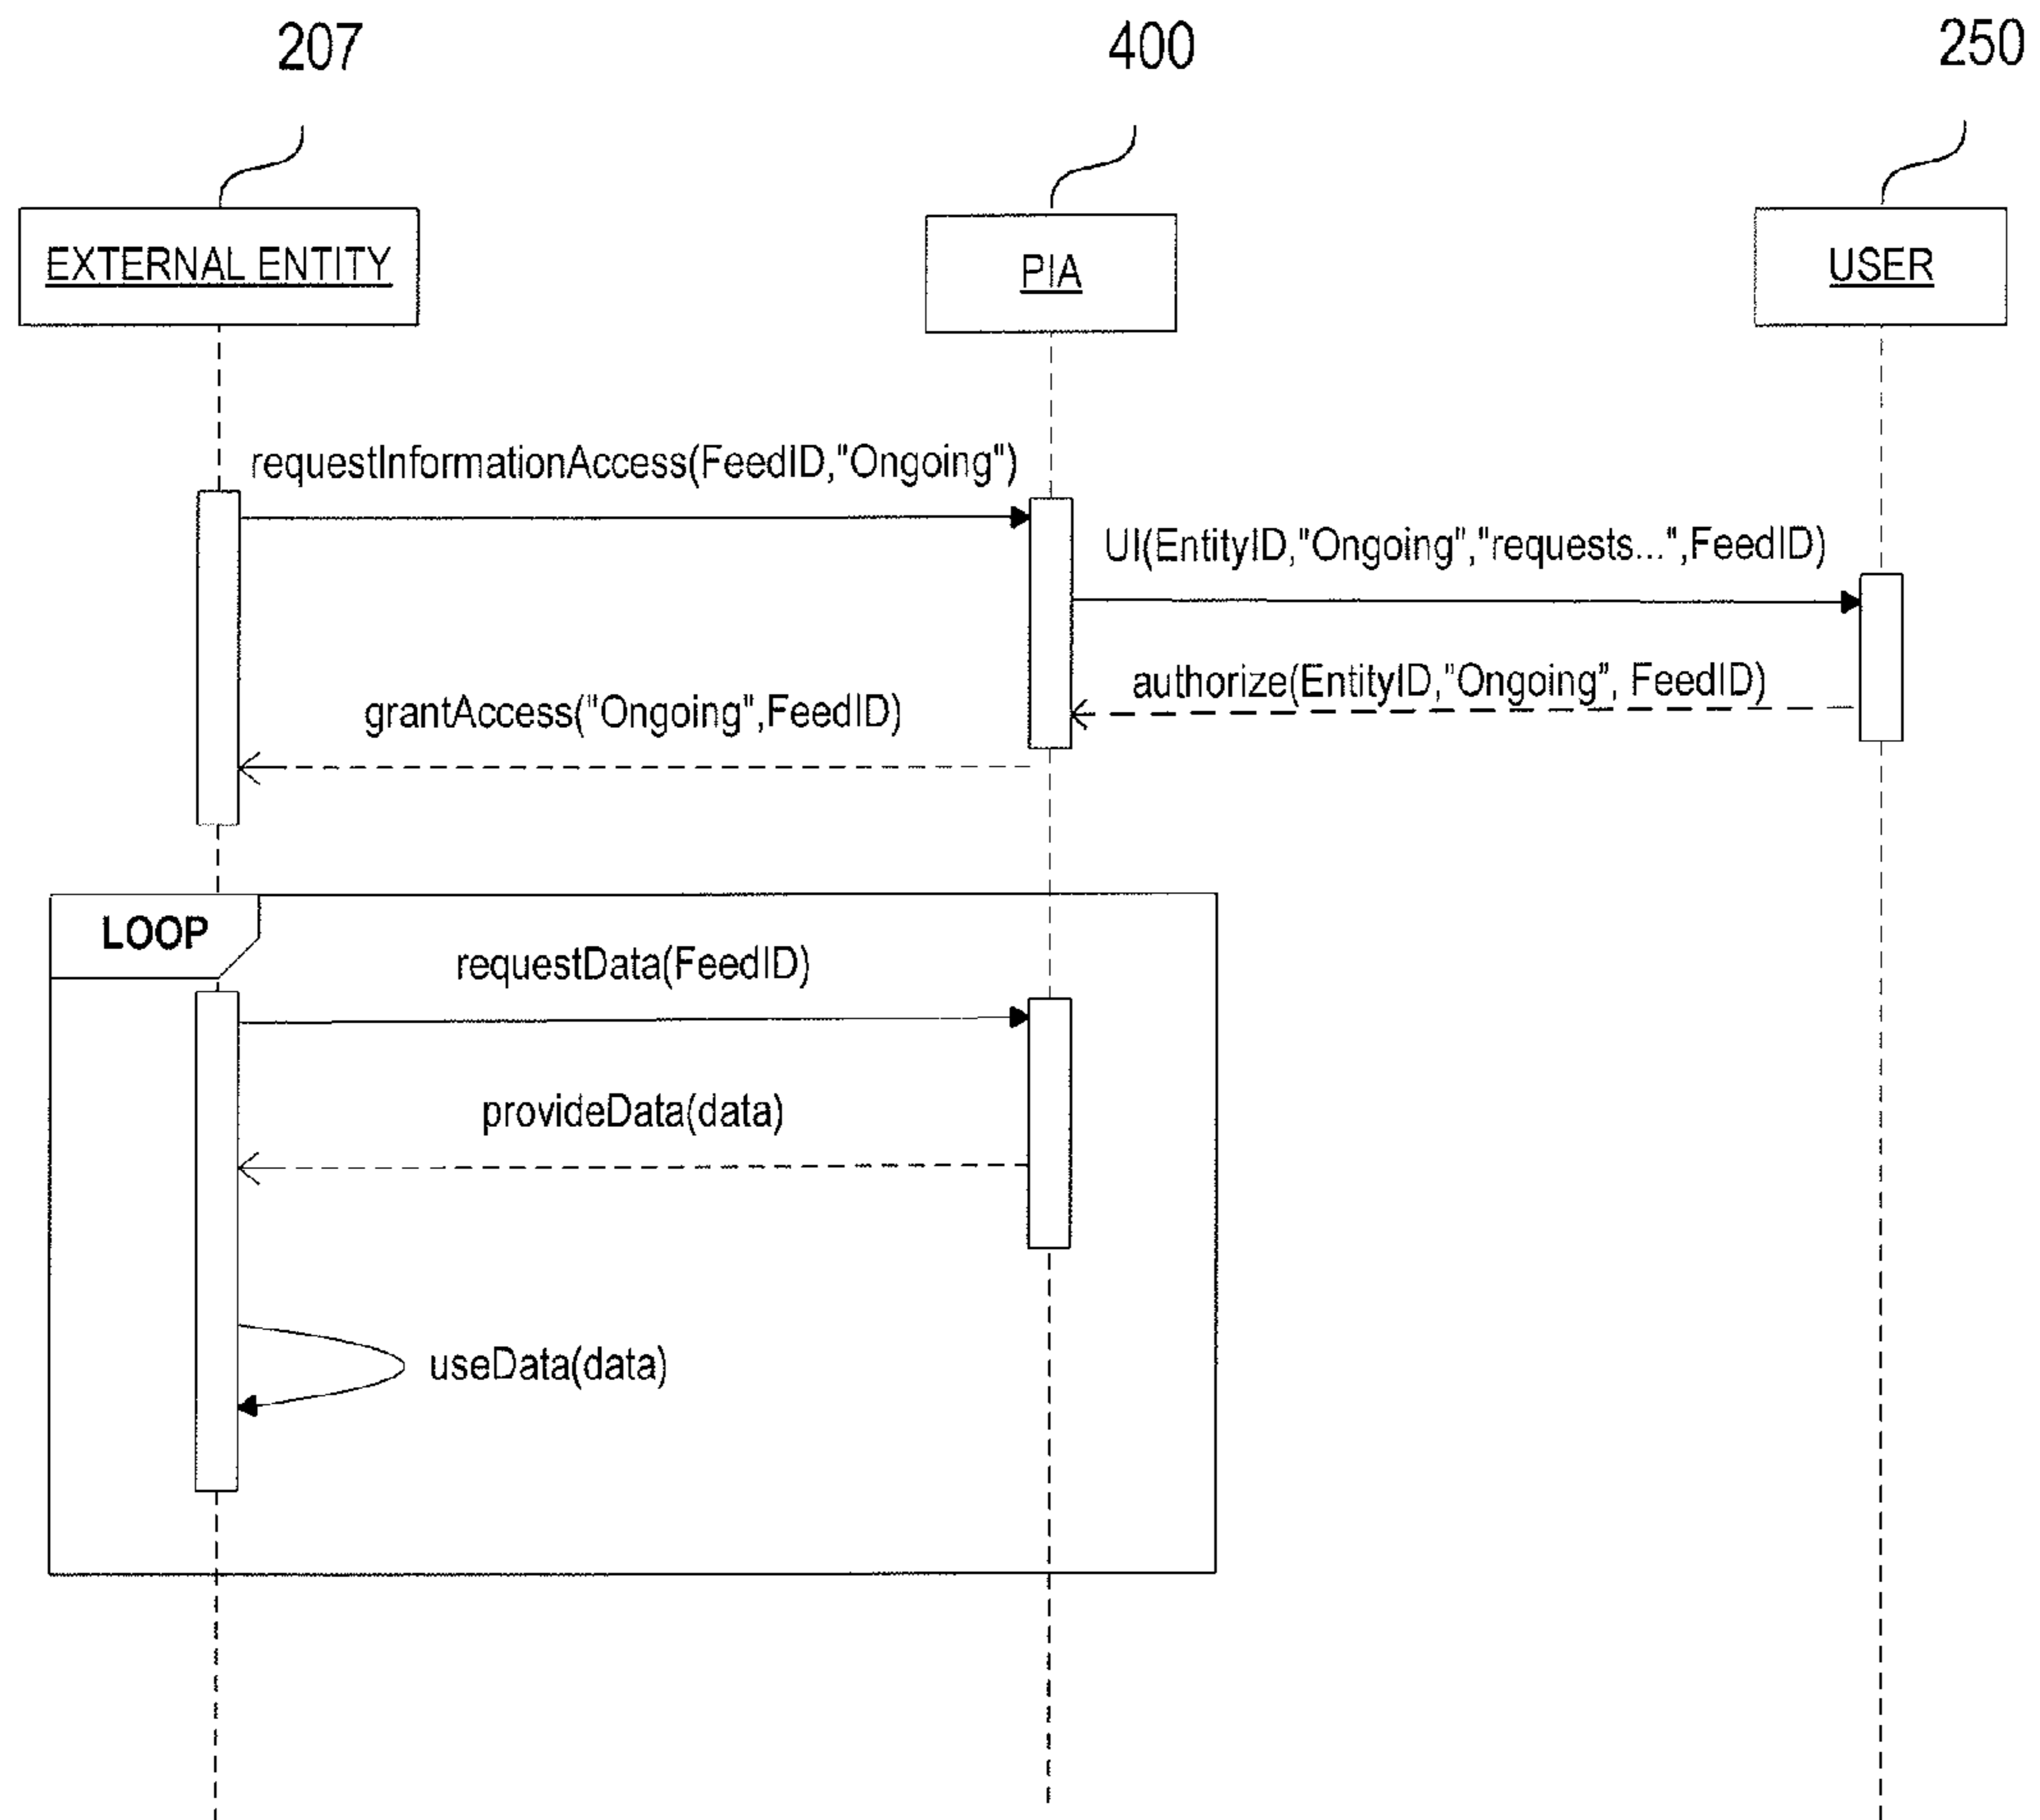 207
400
250
EXTERNAL ENTITY
PIA
USER
requestInformationAccess(FeedID,"Ongoing")
UI(EntityID,"Ongoing","requests...",FeedID)
authorize(EntityID,"Ongoing", FeedID)
grantAccess("Ongoing",FeedID)
LOOP
requestData(FeedID)
provideData(data)
useData(data)